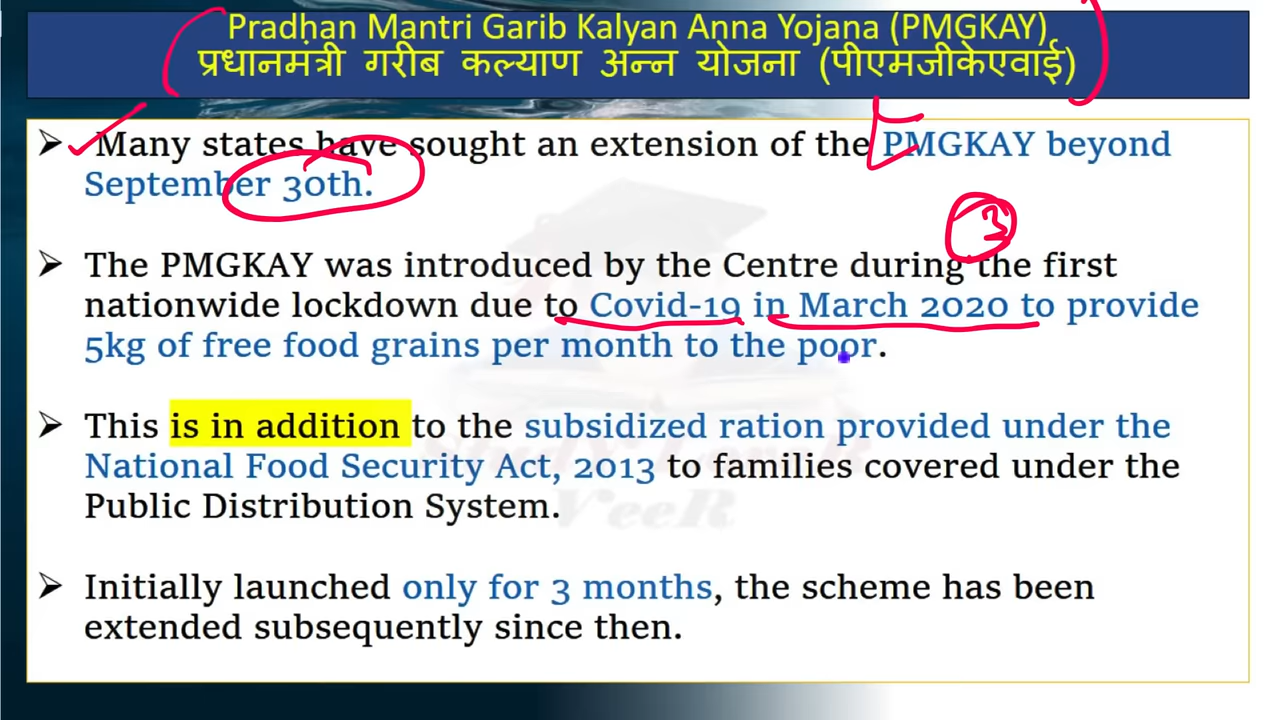 Pradhan Mantri Garib Kalyan Anna Yojana (PMGKAY)
प्रधानमंत्री गरीब कल्याण अन्न योजना (पीएमजीकेएवाई)
➢ Many states have sought an extension of the PMGKAY beyond
September 30th.
3
➢ The PMGKAY was introduced by the Centre during the first
nationwide lockdown due to Covid-19 in March 2020 to provide
5kg of free food grains per month to the poor.
➢ This is in addition to the subsidized ration provided under the
National Food Security Act, 2013 to families covered under the
Public Distribution System.
VeeR
➢ Initially launched only for 3 months, the scheme has been
extended subsequently since then.